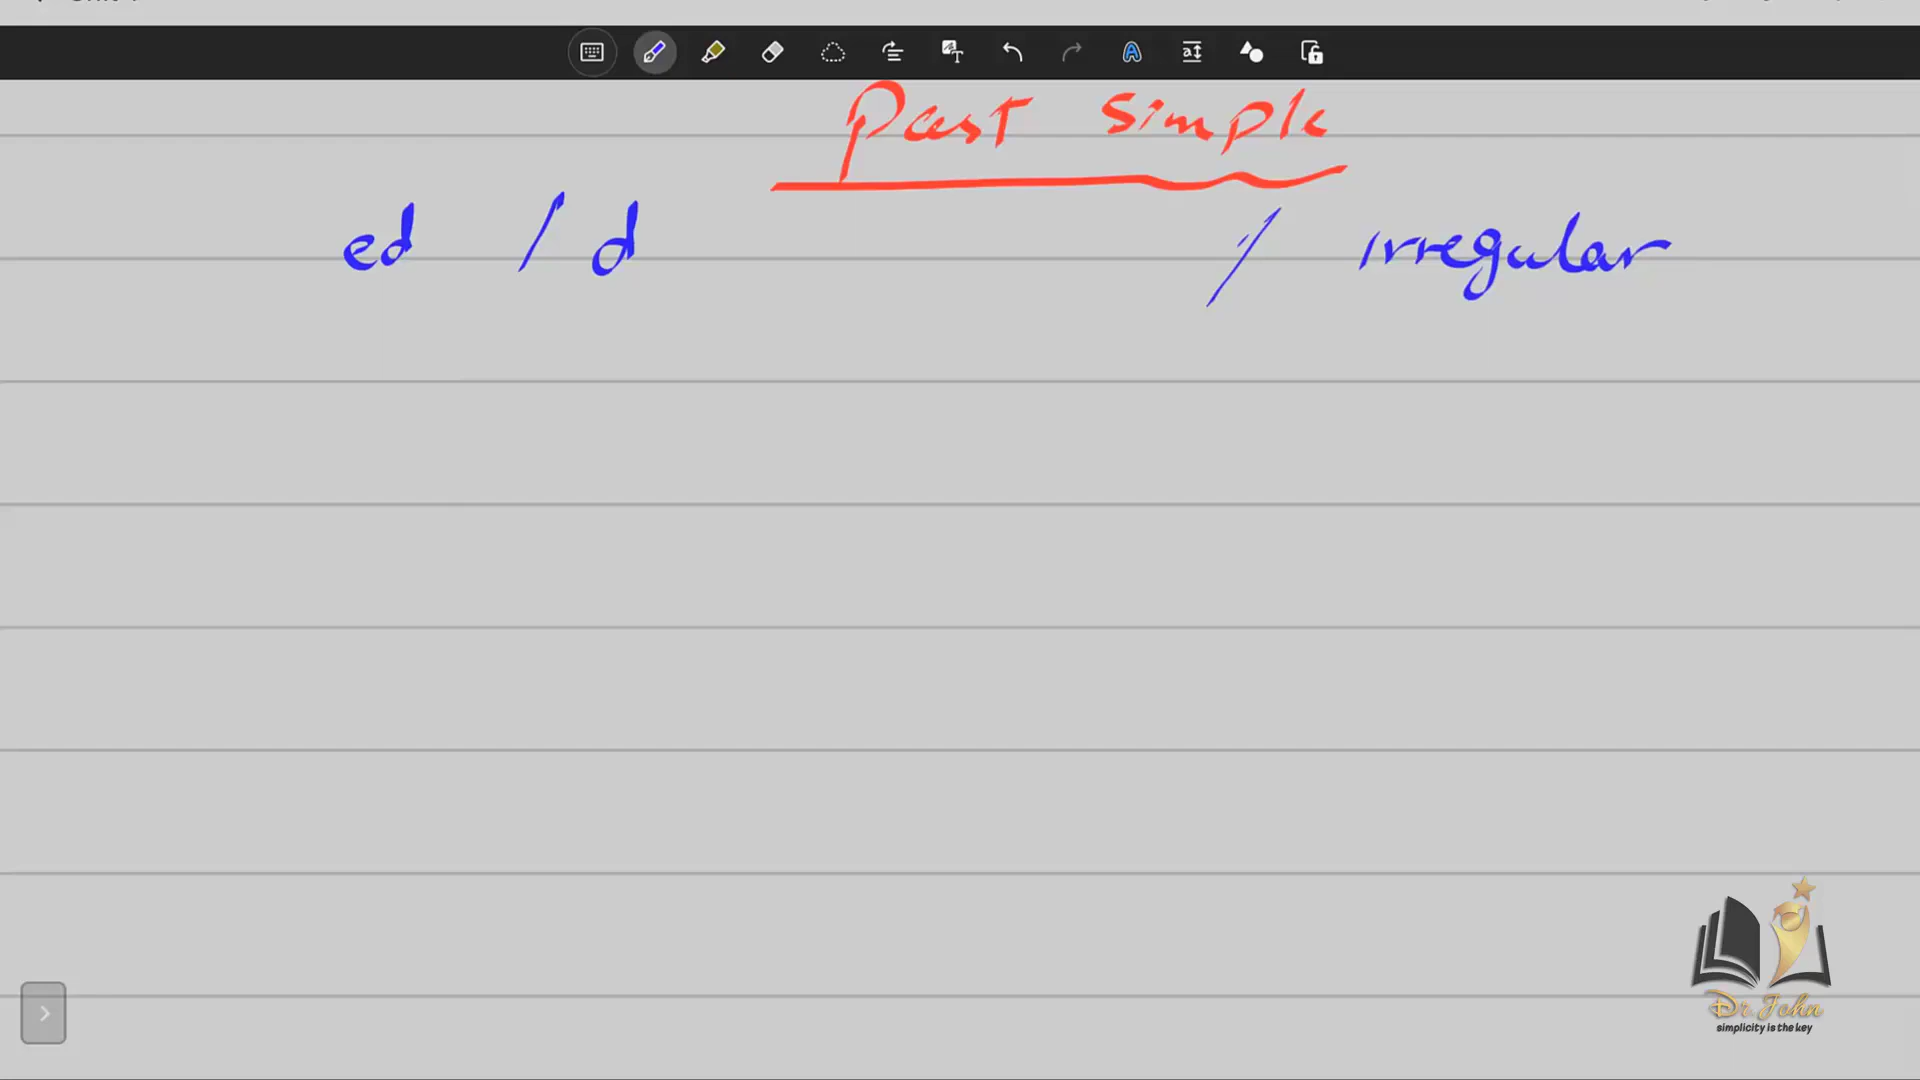 Past simple
ed / d / irregular
Dr. John
simplicity is the key